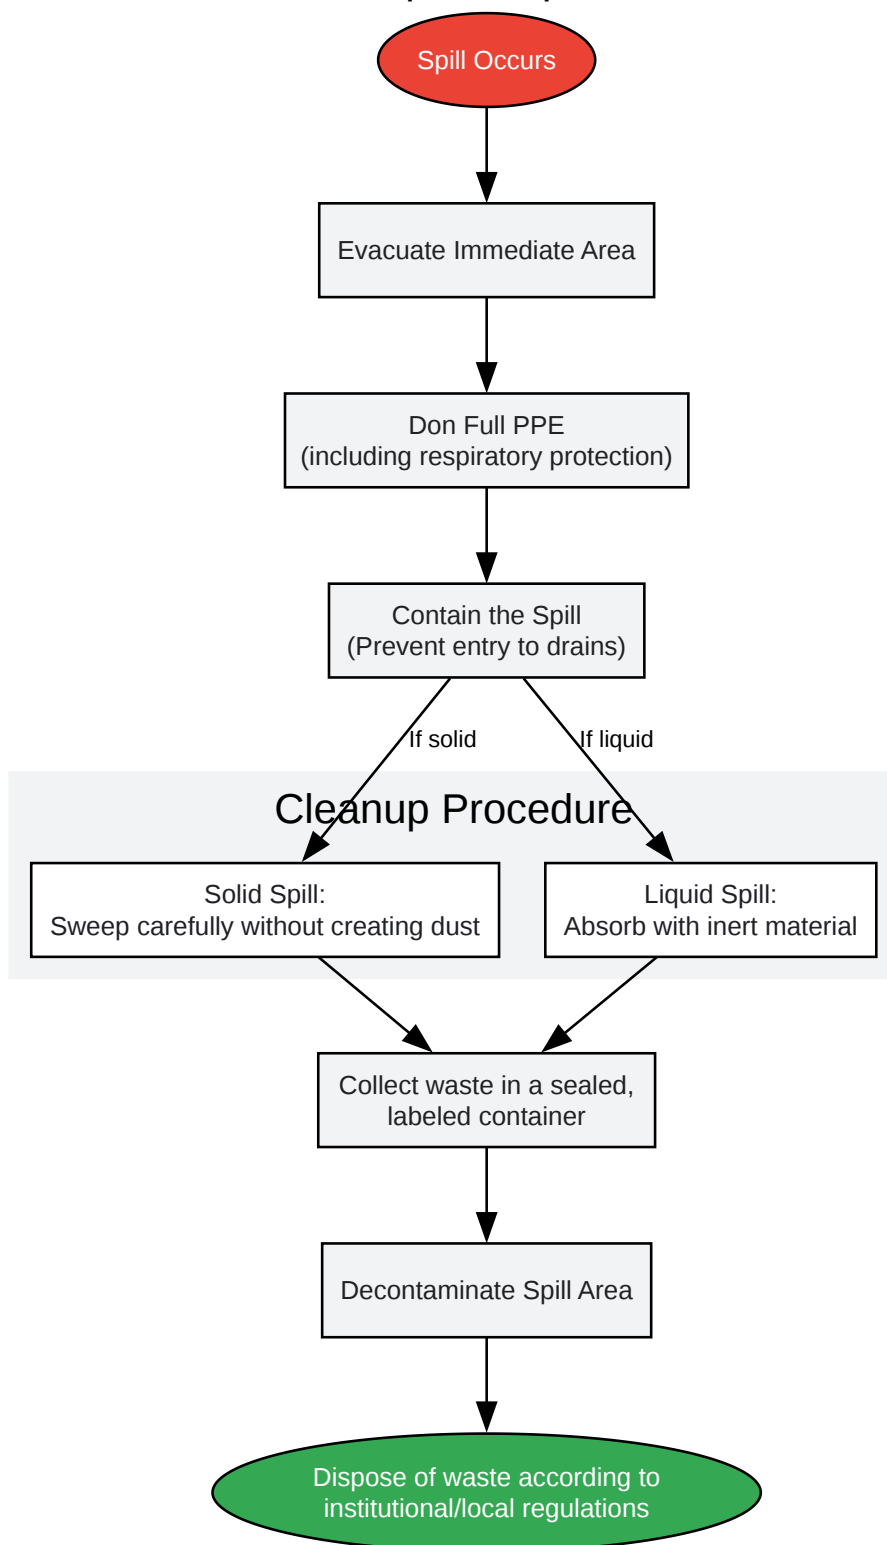 Spill Occurs
Evacuate Immediate Area
Don Full PPE
(including respiratory protection)
Contain the Spill
(Prevent entry to drains)
If solid
If liquid
Cleanup Procedure
Solid Spill:
Sweep carefully without creating dust
Liquid Spill:
Absorb with inert material
Collect waste in a sealed,
labeled container
Decontaminate Spill Area
Dispose of waste according to
institutional/local regulations